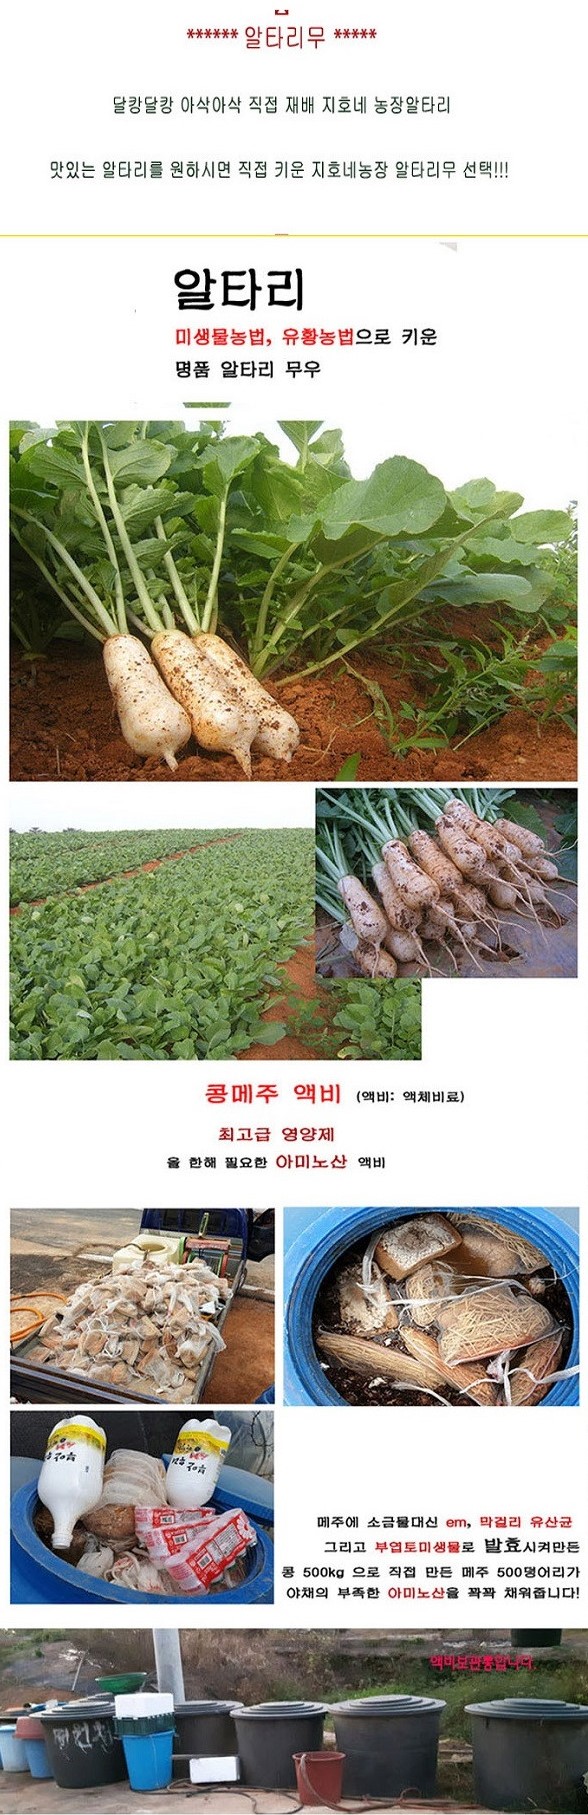 ****** 알타리무 *****
달캉달캉 아삭아삭 직접 재배 지호네 농장알타리
맛있는 알타리를 원하시면 직접 키운 지호네농장 알타리무 선택!!!
알타리
미생물농법, 유황농법으로 키운
명품 알타리 무우
콩메주 액비 (액비: 액체비료)
최고급 영양제
을 한해 필요한 아미노산 액비
메주에 소금물대신 em, 막걸리 유산균
그리고 부엽토미생물로 발효시켜만든
콩 500kg 으로 직접 만든 메주 500덩어리가
야채의 부족한 아미노산을 꽉꽉 채워줍니다!
액비보관통입니다